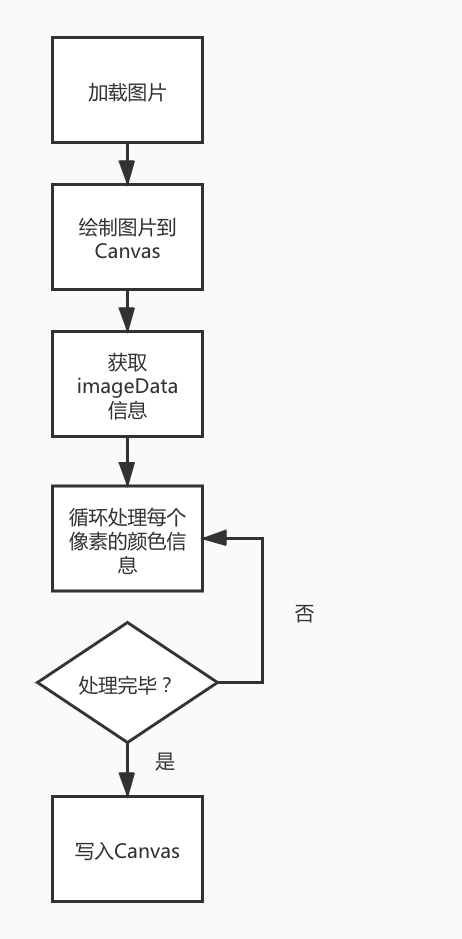 加载图片
绘制图片到
Canvas
获取
imageData
信息
循环处理每个
像素的颜色信
息
否
处理完毕？
是
写入Canvas